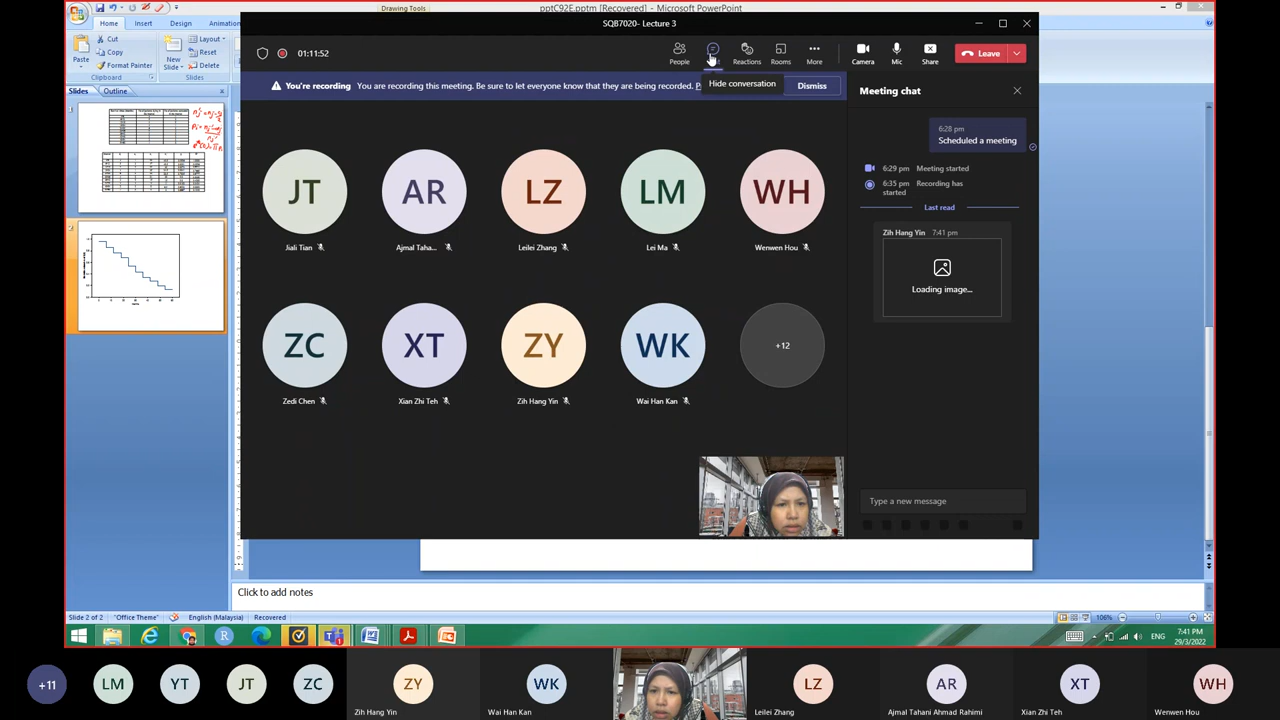 Drawing Tools
pptC92E.pptm [Recovered] - Microsoft PowerPoint
Home
Insert
Design
Animation
Cut
Copy
Format Painter
Paste
Clipboard
New Slide
Layout
Reset
Delete
Slides
Slides
Outline
SQB7020- Lecture 3
01:11:52
People
Reactions
Rooms
More
Camera
Mic
Share
Leave
Hide conversation
You're recording
You are recording this meeting. Be sure to let everyone know that they are being recorded.
Dismiss
Meeting chat
6:28 pm
Scheduled a meeting
6:29 pm Meeting started
6:35 pm Recording has started
Last read
Zih Hang Yin 7:41 pm
Loading image...
Type a new message
JT
AR
LZ
LM
WH
Jiali Tian
Ajmal Taha...
Leilei Zhang
Lei Ma
Wenwen Hou
ZC
XT
ZY
WK
+12
Zedi Chen
Xian Zhi Teh
Zih Hang Yin
Wai Han Kan
Click to add notes
Slide 2 of 2
"Office Theme"
English (Malaysia)
Recovered
106%
ENG
7:41 PM
29/3/2022
+11
LM
YT
JT
ZC
ZY
WK
LZ
AR
XT
WH
Zih Hang Yin
Wai Han Kan
Leilei Zhang
Ajmal Tahani Ahmad Rahimi
Xian Zhi Teh
Wenwen Hou